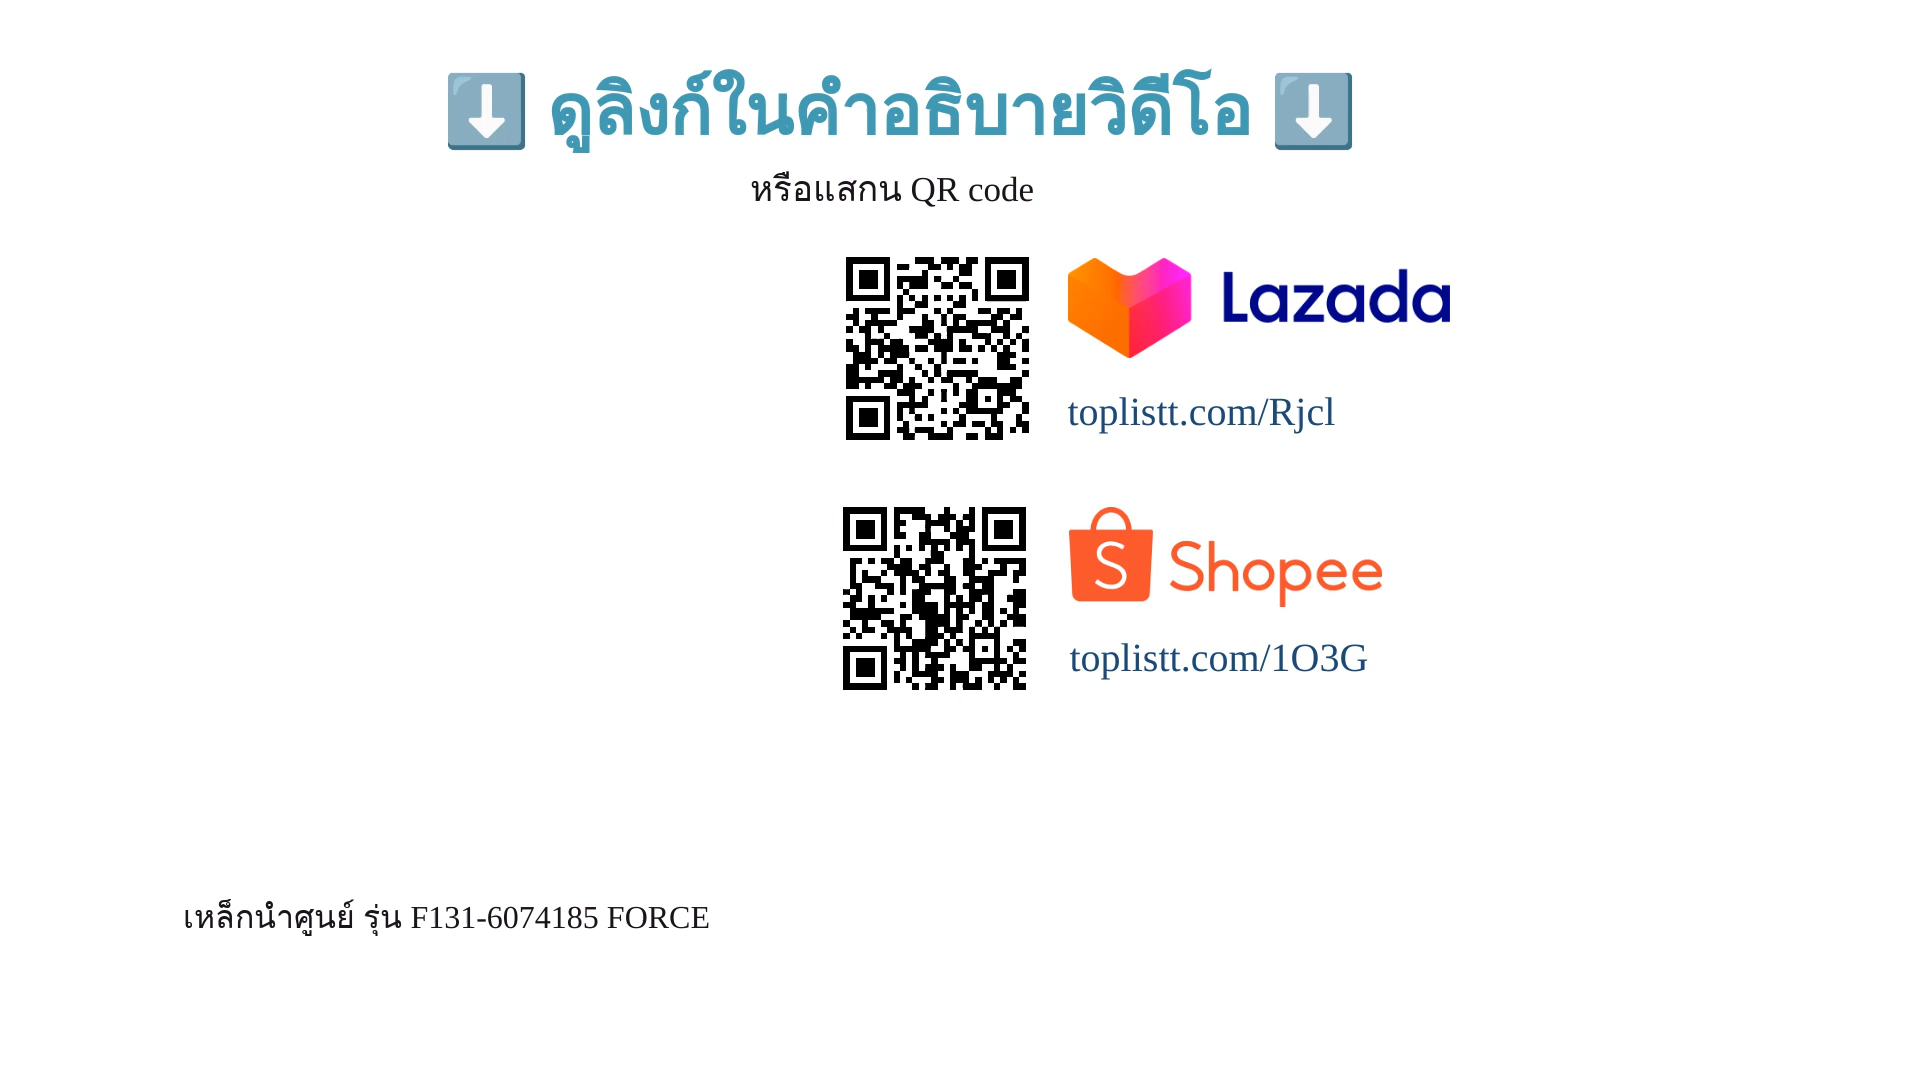 ⬇️ ดูลิงก์ในคำอธิบายวิดีโอ ⬇️
หรือแสกน QR code
Lazada
toplistt.com/Rjcl
Shopee
toplistt.com/1O3G
เหล็กนำศูนย์ รุ่น F131-6074185 FORCE